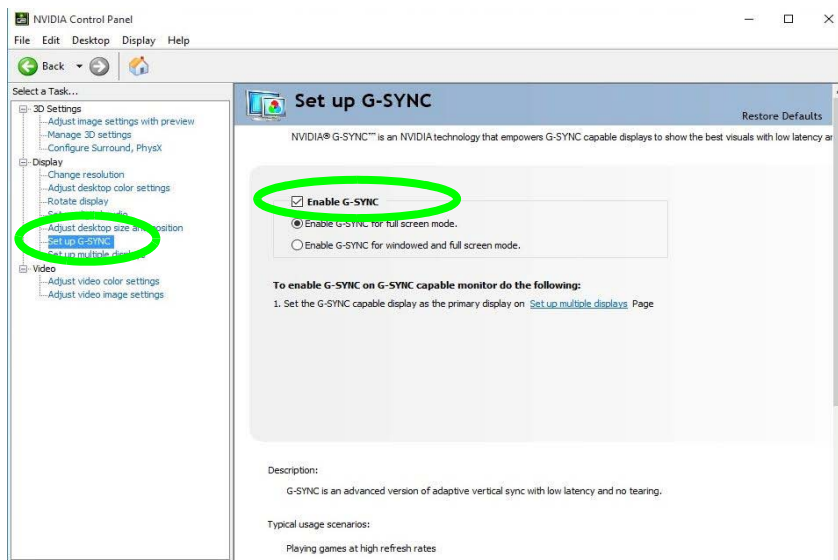 NVIDIA Control Panel
File Edit Desktop Display Help
Back
Select a Task...
3D Settings
Adjust image settings with preview
Manage 3D settings
Configure Surround, PhysX
Display
Change resolution
Adjust desktop color settings
Rotate display
Adjust desktop size and position
Set up G-SYNC
Set up multiple displays
Video
Adjust video color settings
Adjust video image settings
Set up G-SYNC
Restore Defaults
NVIDIA® G-SYNC™ is an NVIDIA technology that empowers G-SYNC capable displays to show the best visuals with low latency
Enable G-SYNC
Enable G-SYNC for full screen mode.
Enable G-SYNC for windowed and full screen mode.
To enable G-SYNC on G-SYNC capable monitor do the following:
1. Set the G-SYNC capable display as the primary display on Set up multiple displays Page
Description:
G-SYNC is an advanced version of adaptive vertical sync with low latency and no tearing.
Typical usage scenarios:
Playing games at high refresh rates